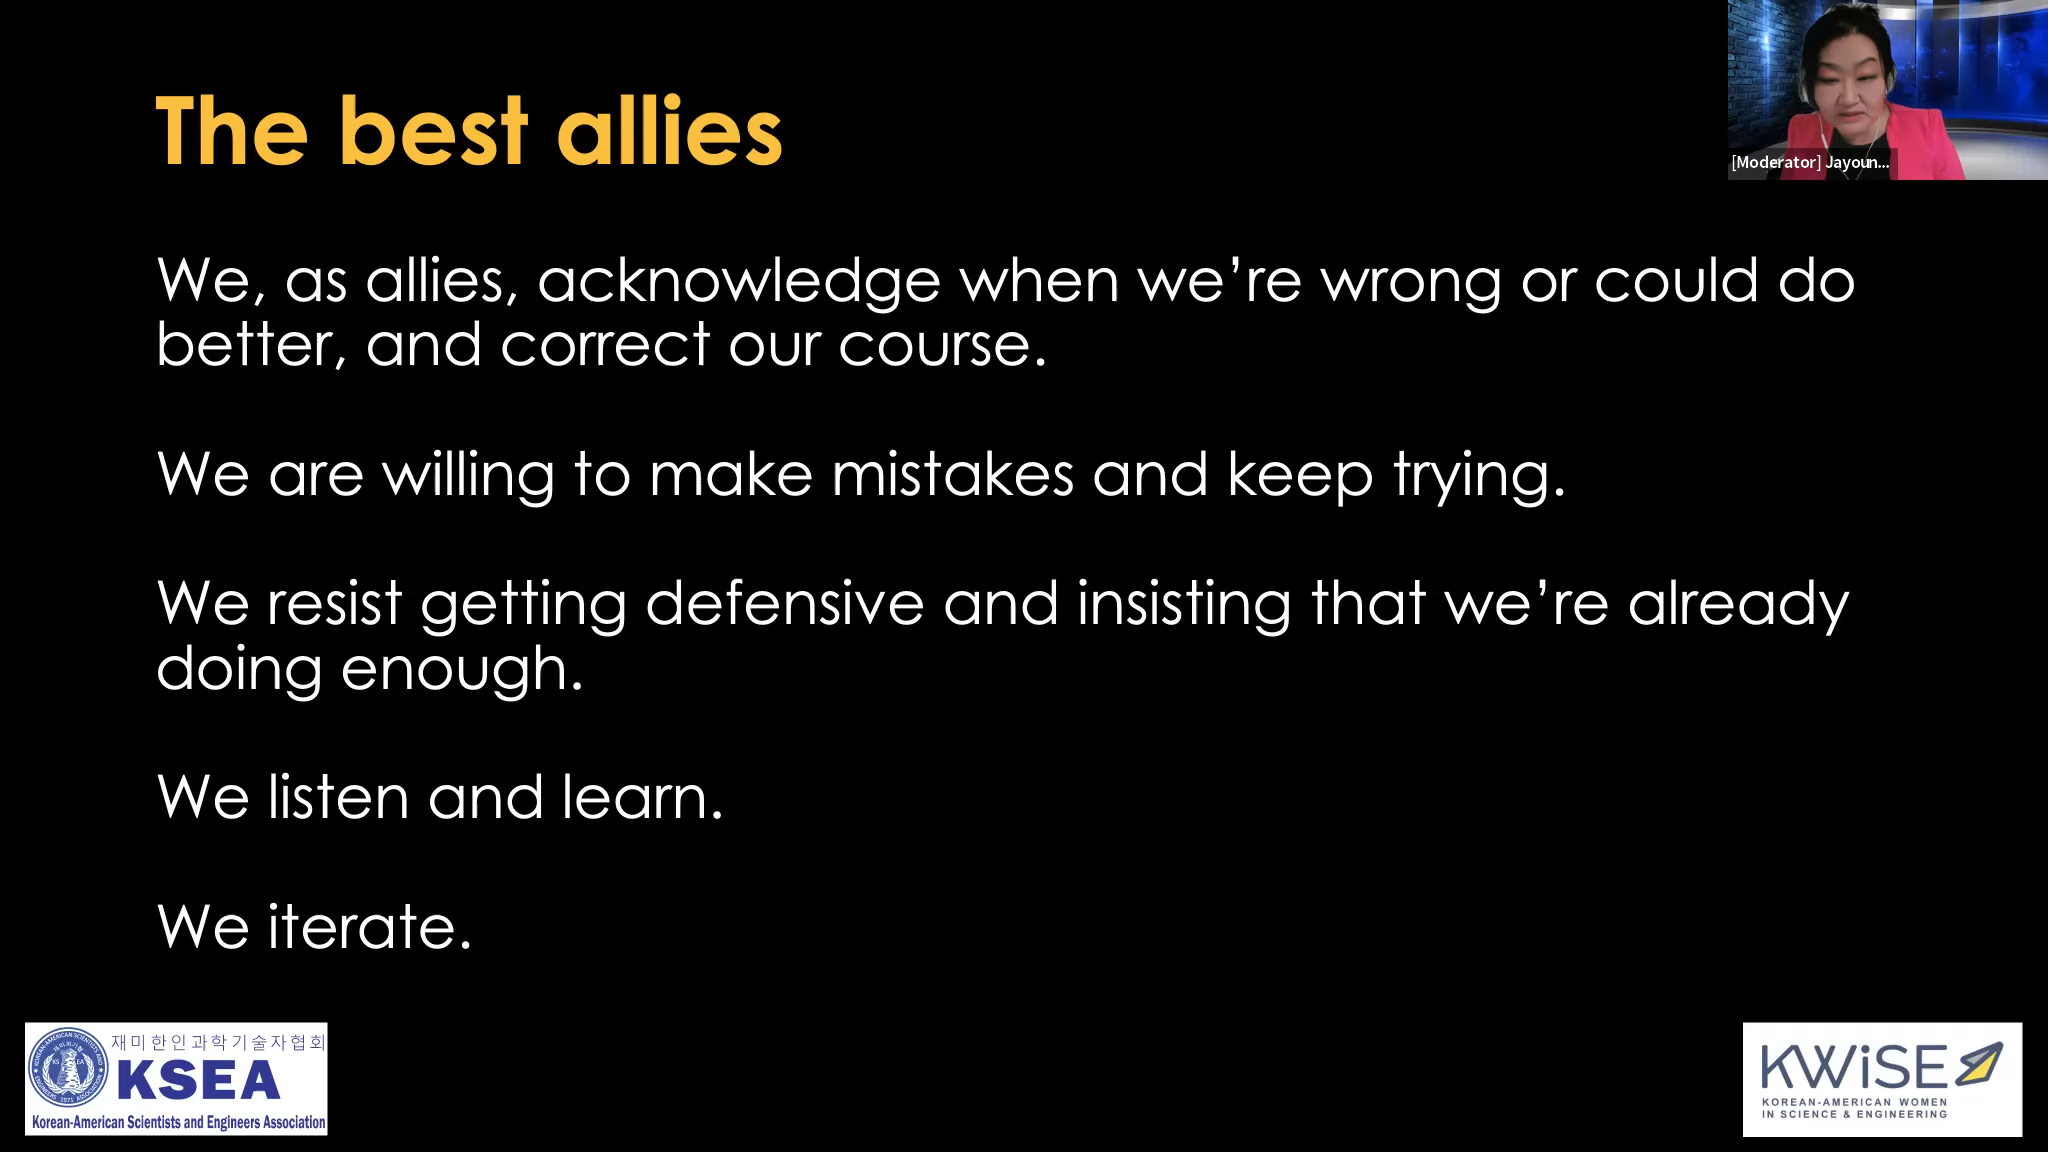 The best allies
[Moderator] Jayoun...
We, as allies, acknowledge when we’re wrong or could do
better, and correct our course.
We are willing to make mistakes and keep trying.
We resist getting defensive and insisting that we’re already
doing enough.
We listen and learn.
We iterate.
재미한인과학기술자협회
KSEA
Korean-American Scientists and Engineers Association
KWiSE
KOREAN-AMERICAN WOMEN
IN SCIENCE & ENGINEERING